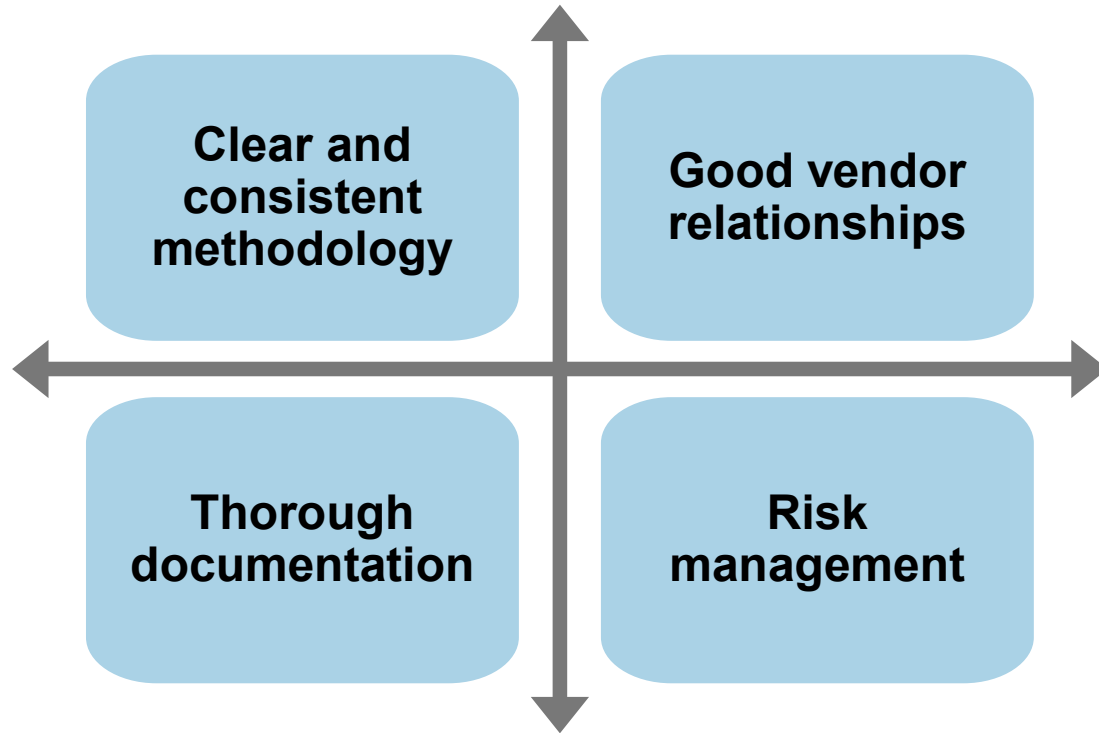 Clear and
consistent
methodology
Good vendor
relationships
Thorough
documentation
Risk
management